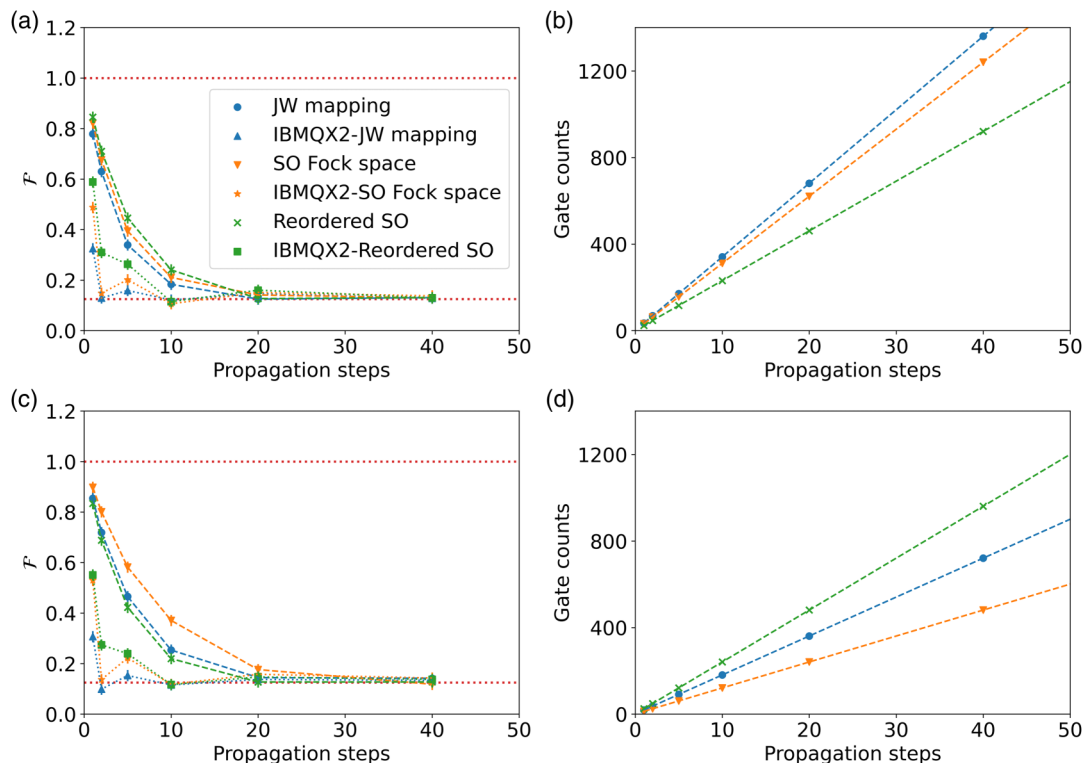 (a)
1.2
1.0
0.8
0.6
0.4
0.2
0.0
ℱ
JW mapping
IBMQX2-JW mapping
SO Fock space
IBMQX2-SO Fock space
Reordered SO
IBMQX2-Reordered SO
0 10 20 30 40 50
Propagation steps
(b)
1200
800
400
0
Gate counts
0 10 20 30 40 50
Propagation steps
(c)
1.2
1.0
0.8
0.6
0.4
0.2
0.0
ℱ
0 10 20 30 40 50
Propagation steps
(d)
1200
800
400
0
Gate counts
0 10 20 30 40 50
Propagation steps